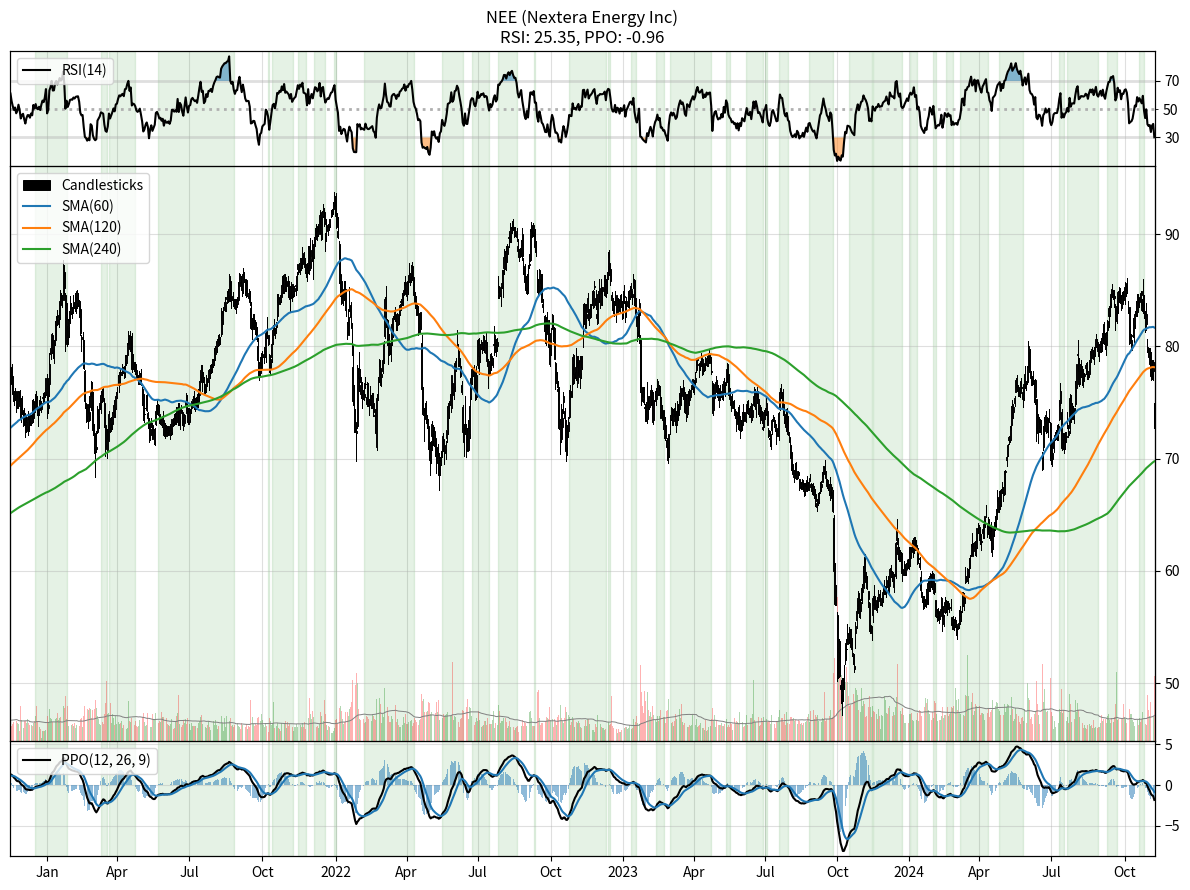 NEE (Nextera Energy Inc)
RSI: 25.35, PPO: -0.96
RSI(14)
70
50
30
Candlesticks
SMA(60)
SMA(120)
SMA(240)
90
80
70
60
50
PPO(12, 26, 9)
5
0
−5
Jan Apr Jul Oct 2022 Apr Jul Oct 2023 Apr Jul Oct 2024 Apr Jul Oct